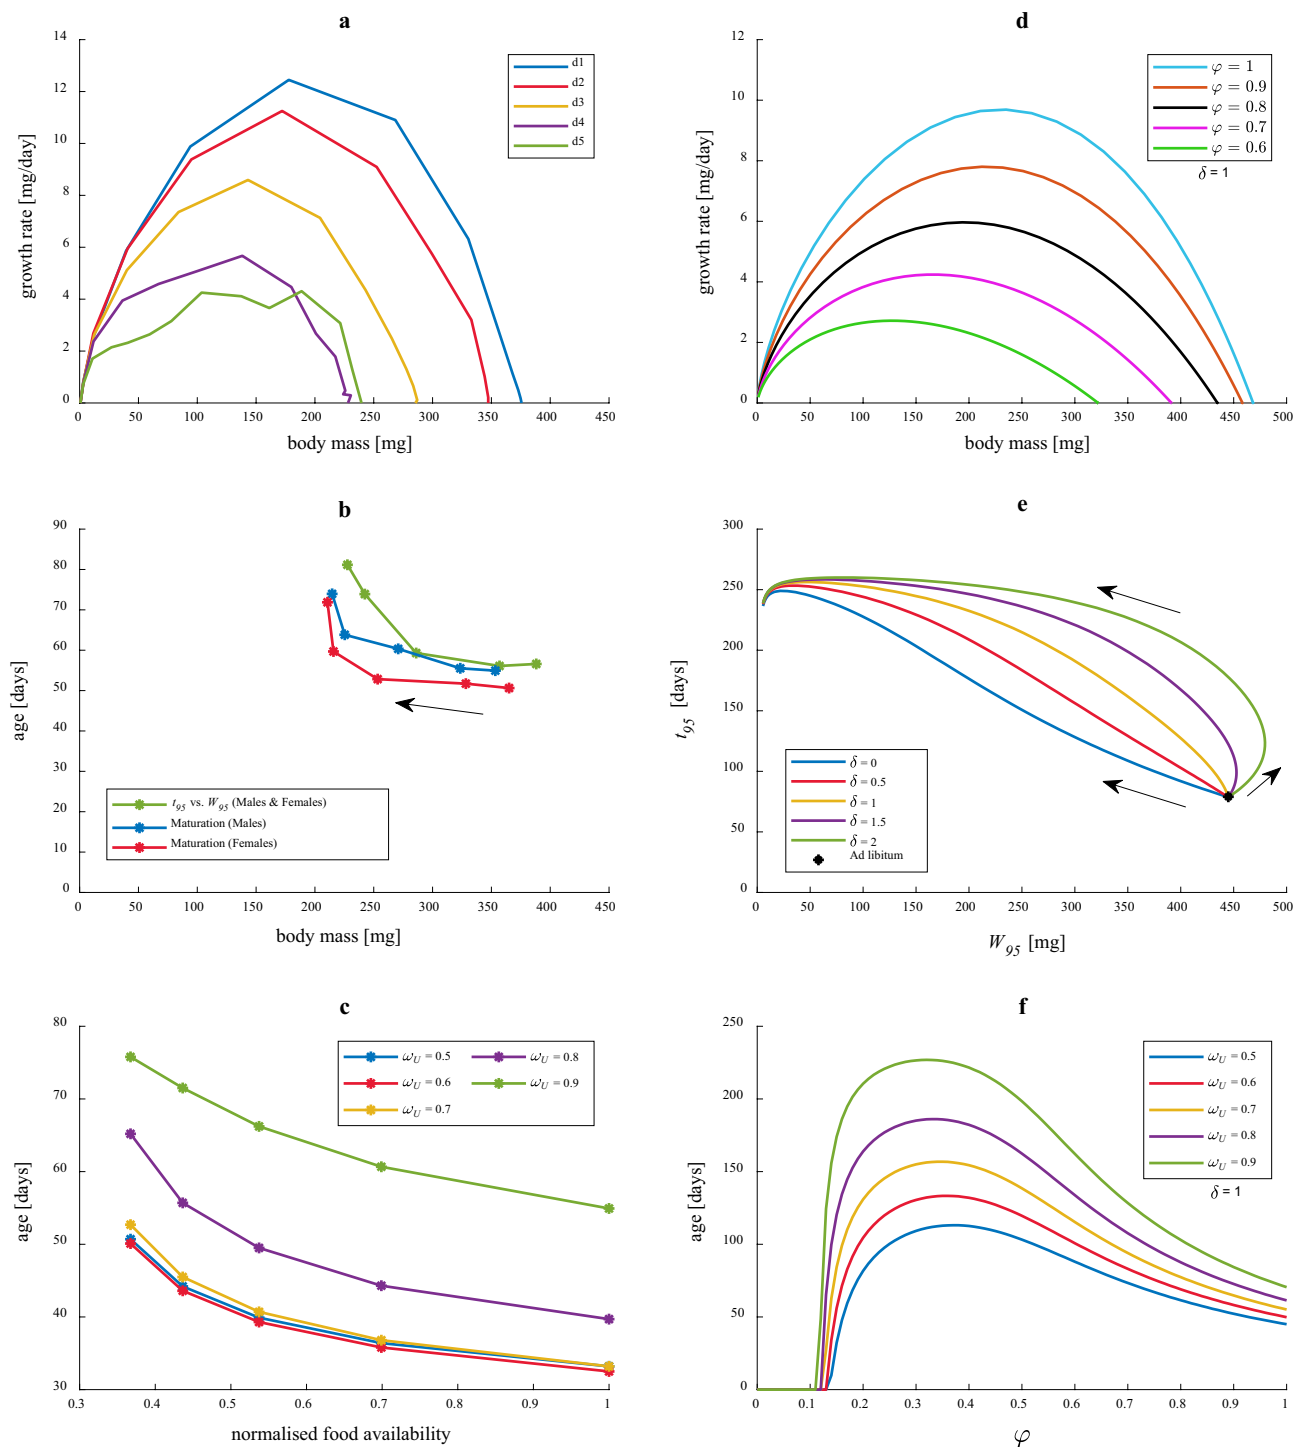 a
growth rate [mg/day]
14
12
10
8
6
4
2
0
0 50 100 150 200 250 300 350 400 450
body mass [mg]
d1
d2
d3
d4
d5
d
growth rate [mg/day]
12
10
8
6
4
2
0
0 50 100 150 200 250 300 350 400 450 500
body mass [mg]
φ = 1
φ = 0.9
φ = 0.8
φ = 0.7
φ = 0.6
δ = 1
b
age [days]
90
80
70
60
50
40
30
20
10
0
0 50 100 150 200 250 300 350 400 450
body mass [mg]
t95 vs. W95 (Males & Females)
Maturation (Males)
Maturation (Females)
e
t95 [days]
300
250
200
150
100
50
0
0 50 100 150 200 250 300 350 400 450 500
W95 [mg]
δ = 0
δ = 0.5
δ = 1
δ = 1.5
δ = 2
Ad libitum
c
age [days]
80
70
60
50
40
30
0.3 0.4 0.5 0.6 0.7 0.8 0.9 1
normalised food availability
ωU = 0.5 ωU = 0.8
ωU = 0.6 ωU = 0.9
ωU = 0.7
f
age [days]
250
200
150
100
50
0
0 0.1 0.2 0.3 0.4 0.5 0.6 0.7 0.8 0.9 1
φ
ωU = 0.5
ωU = 0.6
ωU = 0.7
ωU = 0.8
ωU = 0.9
δ = 1